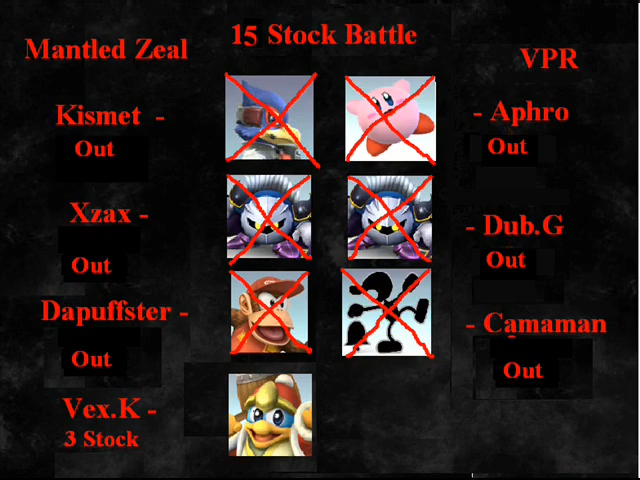 15 Stock Battle
Mantled Zeal
VPR
Kismet -
Out
- Aphro
Out
Xzax -
Out
- Dub.G
Out
Dapuffster -
Out
- Camaman
Out
Vex.K -
3 Stock